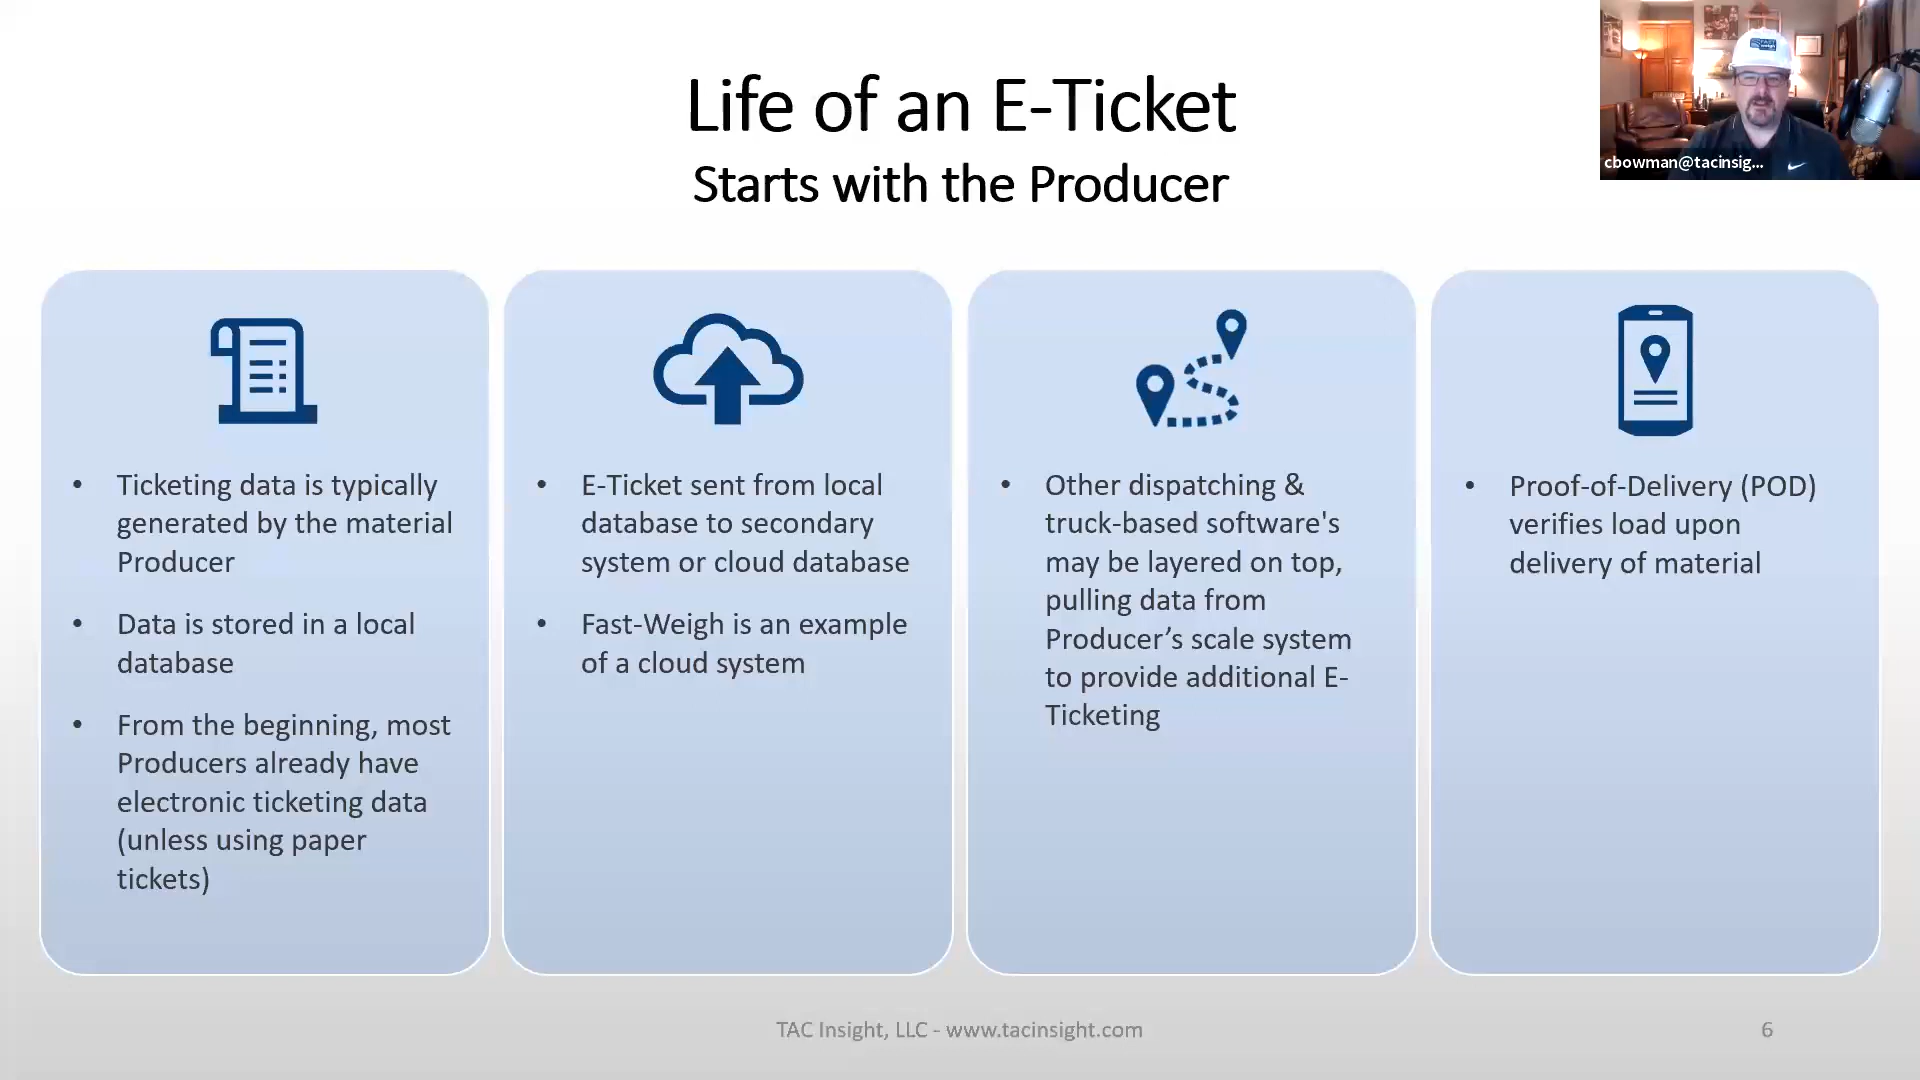 Life of an E-Ticket
Starts with the Producer
cbowman@tacinsig...
• Ticketing data is typically
generated by the material
Producer
• Data is stored in a local
database
• From the beginning, most
Producers already have
electronic ticketing data
(unless using paper
tickets)
• E-Ticket sent from local
database to secondary
system or cloud database
• Fast-Weigh is an example
of a cloud system
• Other dispatching &
truck-based software's
may be layered on top,
pulling data from
Producer’s scale system
to provide additional E-
Ticketing
• Proof-of-Delivery (POD)
verifies load upon
delivery of material
TAC Insight, LLC - www.tacinsight.com
6